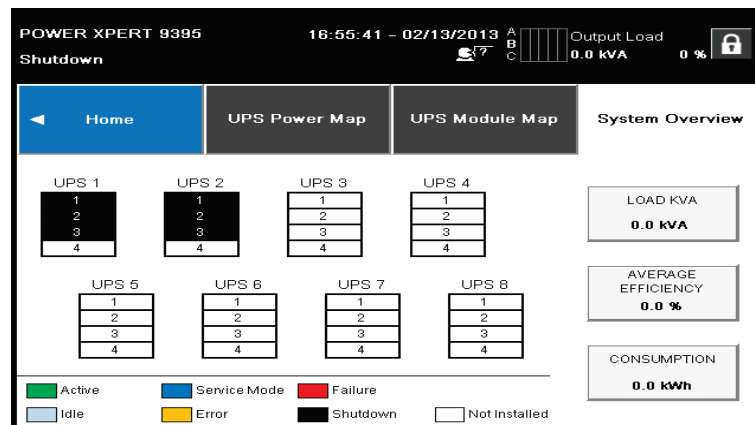 POWER XPERT 9395 16:55:41 - 02/13/2013 A B C Output Load
Shutdown ? 0.0 kVA 0 %
Home UPS Power Map UPS Module Map System Overview
UPS 1 UPS 2 UPS 3 UPS 4
1 1 1 1
2 2 2 2
3 3 3 3
4 4 4 4
UPS 5 UPS 6 UPS 7 UPS 8
1 1 1 1
2 2 2 2
3 3 3 3
4 4 4 4
LOAD KVA
0.0 kVA
AVERAGE
EFFICIENCY
0.0 %
CONSUMPTION
0.0 kWh
Active Service Mode Failure
Idle Error Shutdown Not Installed